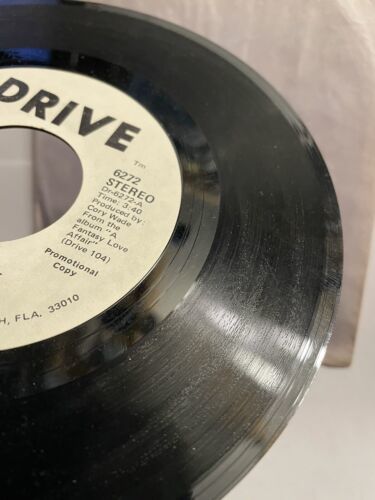 DRIVE
Tm
6272
STEREO
Dr-6272-A
Time: 3:40
Produced by:
Cory Wade
From the
album "A
Fantasy Love
Affair"
(Drive 104)
Promotional
Copy
H, FLA. 33010